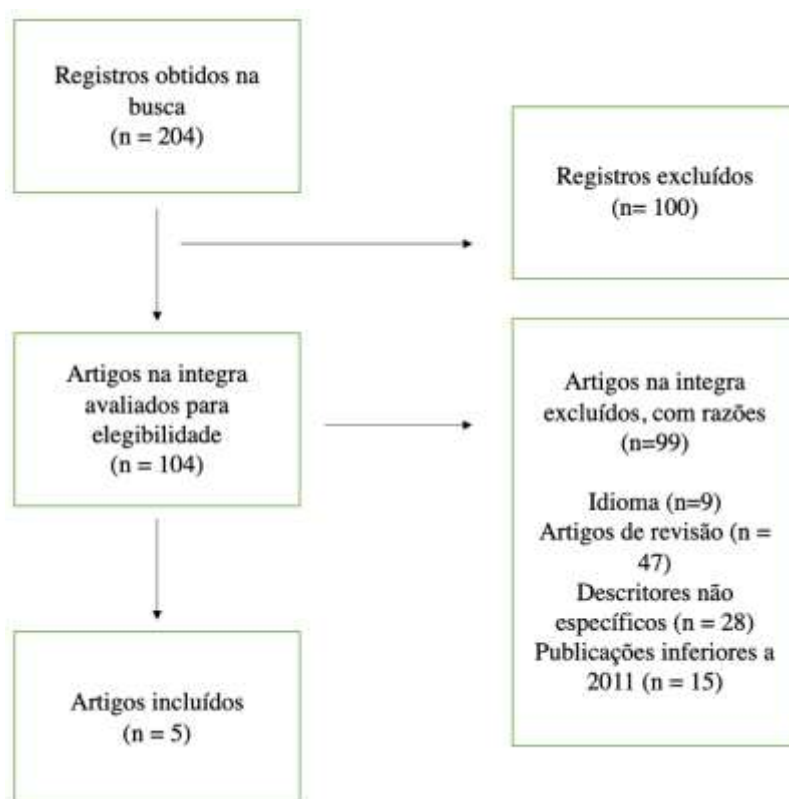 Registros obtidos na
busca
(n = 204)
Registros excluídos
(n= 100)
Artigos na integra
avaliados para
elegibilidade
(n = 104)
Artigos na integra
excluídos, com razões
(n=99)
Idioma (n=9)
Artigos de revisão (n =
47)
Descritores não
específicos (n = 28)
Publicações inferiores a
2011 (n = 15)
Artigos incluídos
(n = 5)